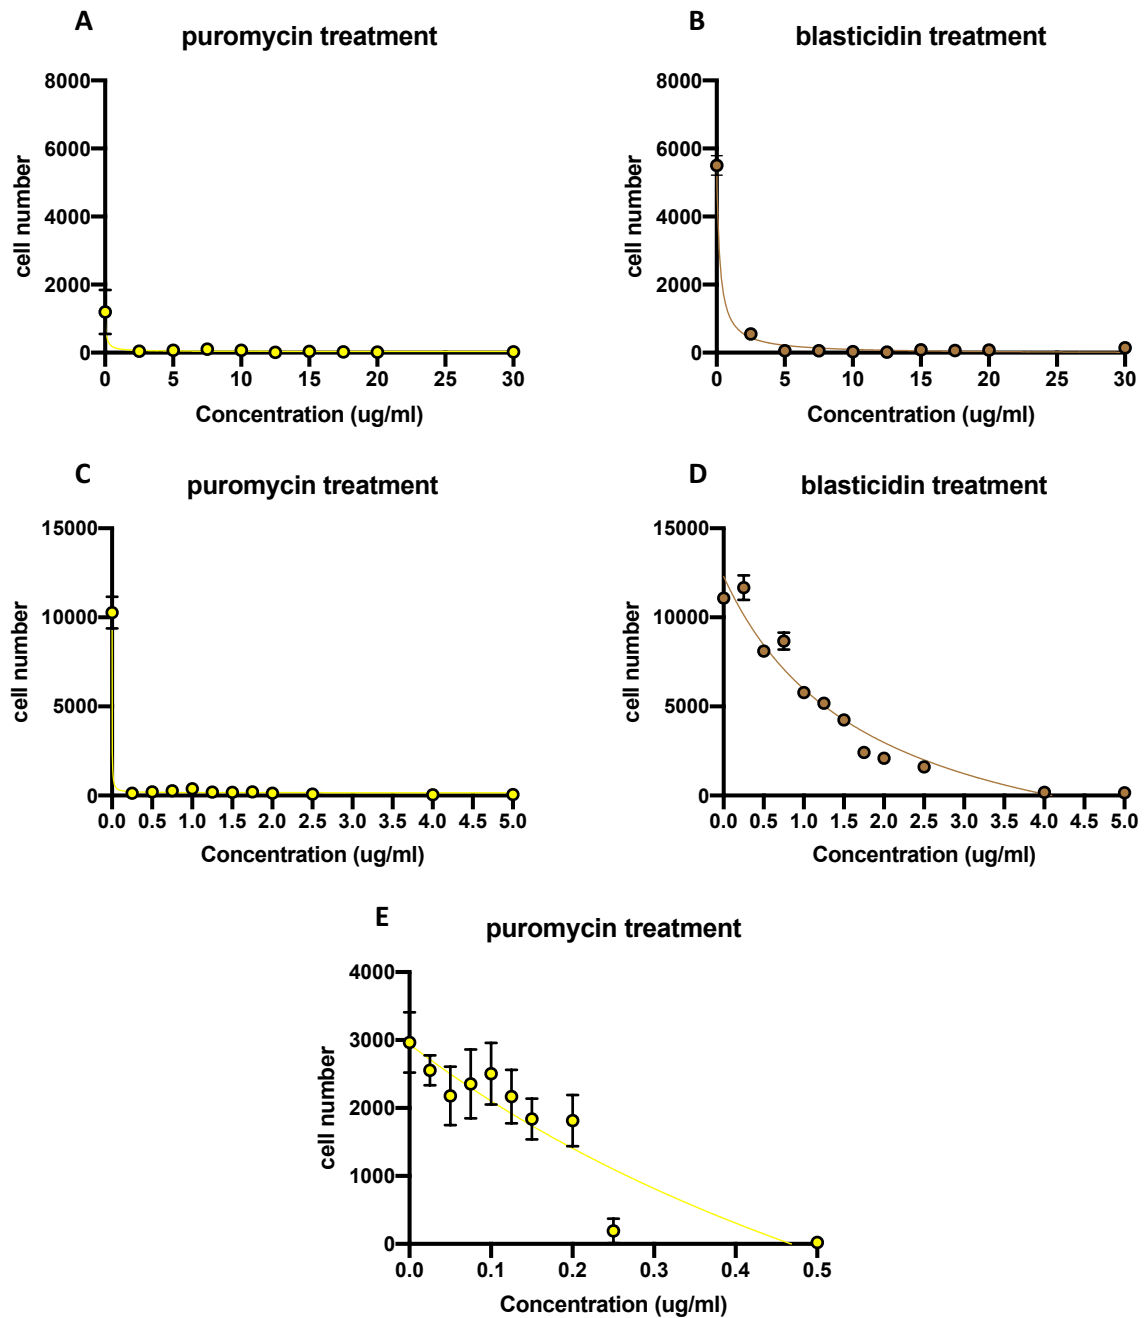 A
puromycin treatment
8000
6000
4000
2000
0
cell number
0 5 10 15 20 25 30
Concentration (ug/ml)
B
blasticidin treatment
8000
6000
4000
2000
0
cell number
0 5 10 15 20 25 30
Concentration (ug/ml)
C
puromycin treatment
15000
10000
5000
0
cell number
0.0 0.5 1.0 1.5 2.0 2.5 3.0 3.5 4.0 4.5 5.0
Concentration (ug/ml)
D
blasticidin treatment
15000
10000
5000
0
cell number
0.0 0.5 1.0 1.5 2.0 2.5 3.0 3.5 4.0 4.5 5.0
Concentration (ug/ml)
E
puromycin treatment
4000
3000
2000
1000
0
cell number
0.0 0.1 0.2 0.3 0.4 0.5
Concentration (ug/ml)